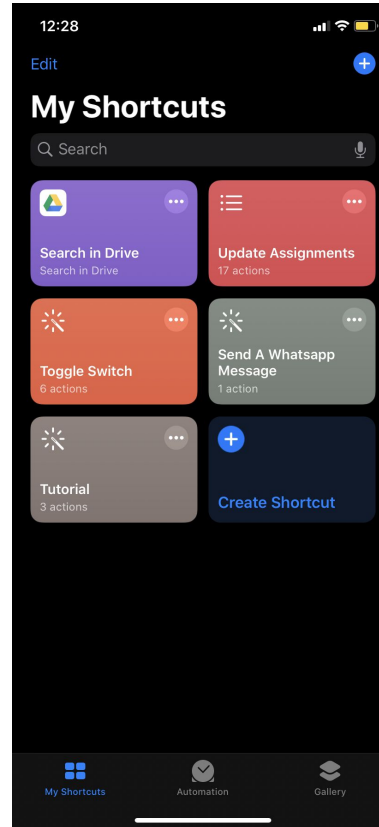 12:28
Edit
My Shortcuts
Search
Search in Drive
Search in Drive
Update Assignments
17 actions
Toggle Switch
6 actions
Send A Whatsapp
Message
1 action
Tutorial
3 actions
Create Shortcut
My Shortcuts
Automation
Gallery